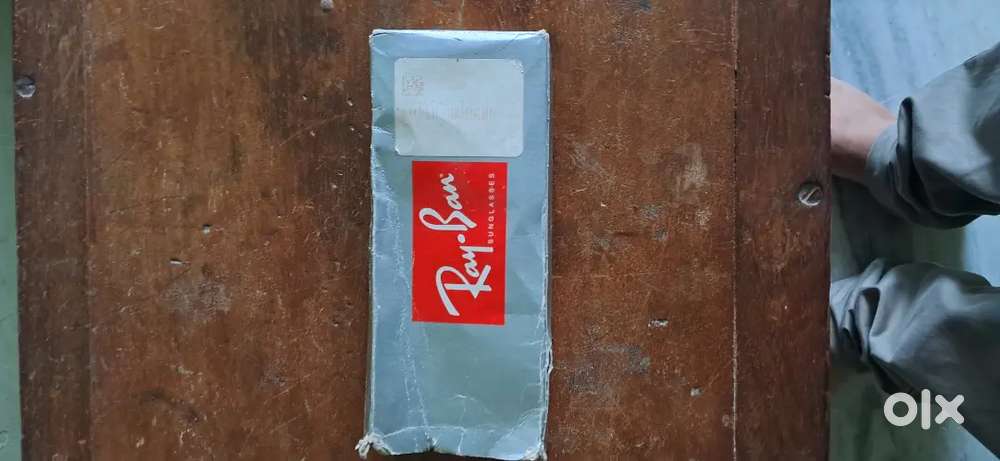 Ray-Ban
SUNGLASSES
olx